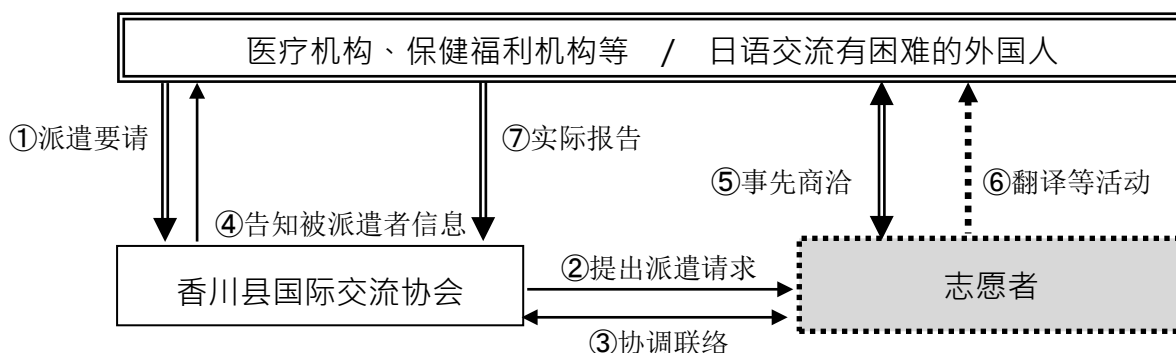 医疗机构、保健福利机构等 / 日语交流有困难的外国人
①派遣要请
⑦实际报告
⑤事先商洽
⑥翻译等活动
④告知被派遣者信息
香川县国际交流协会
②提出派遣请求
志愿者
③协调联络